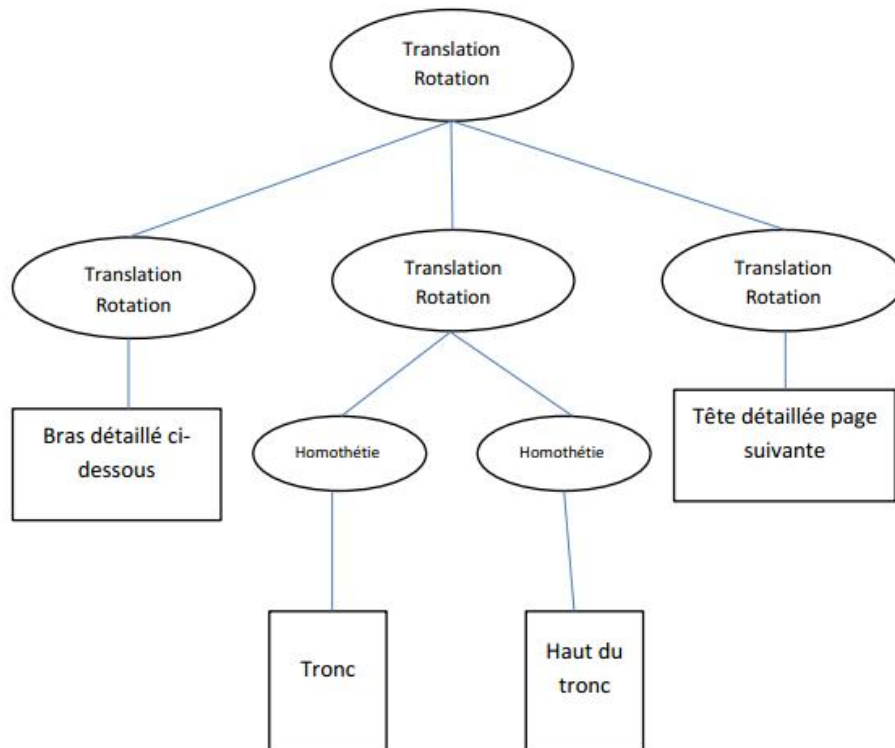 Translation
Rotation
Translation
Rotation
Translation
Rotation
Translation
Rotation
Bras détaillé ci-
dessous
Homothétie
Homothétie
Tête détaillée page
suivante
Tronc
Haut du
tronc